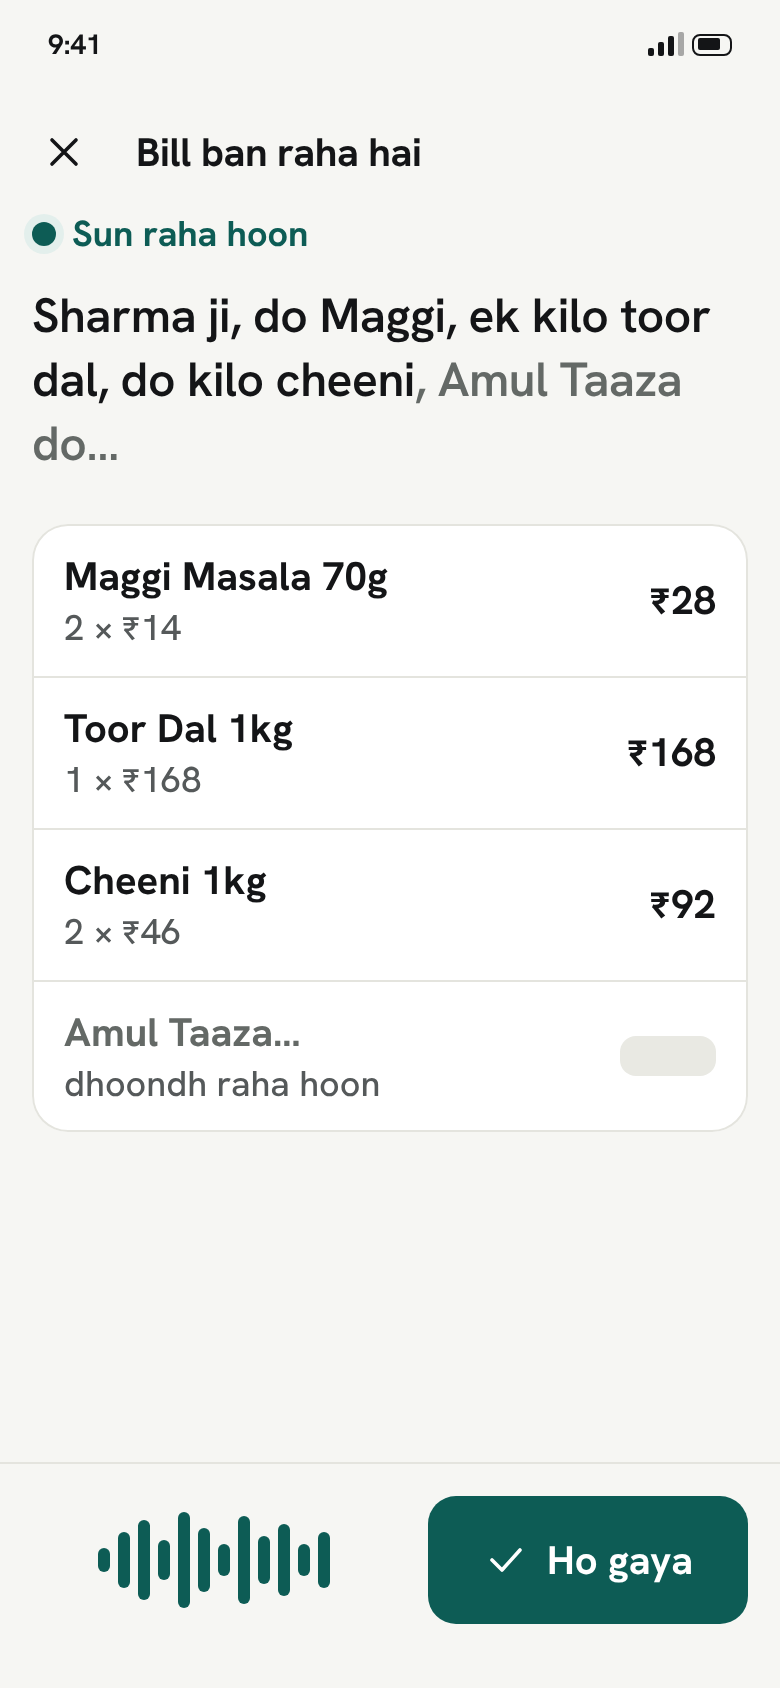 9:41
Bill ban raha hai
Sun raha hoon
Sharma ji, do Maggi, ek kilo toor
dal, do kilo cheeni, Amul Taaza
do...
Maggi Masala 70g
2 × ₹14
₹28
Toor Dal 1kg
1 × ₹168
₹168
Cheeni 1kg
2 × ₹46
₹92
Amul Taaza...
dhoondh raha hoon
Ho gaya